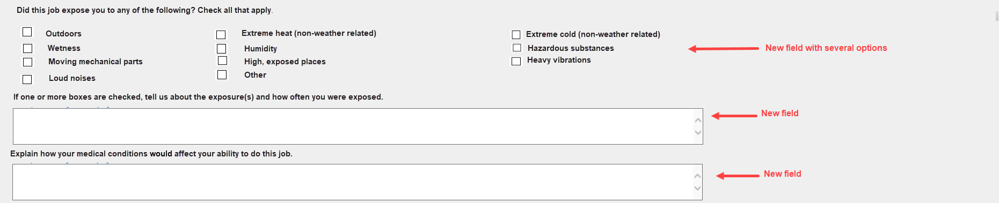 Did this job expose you to any of the following? Check all that apply.
Outdoors
Extreme heat (non-weather related)
Extreme cold (non-weather related)
Wetness
Humidity
Hazardous substances
New field with several options
Moving mechanical parts
High, exposed places
Heavy vibrations
Loud noises
Other
If one or more boxes are checked, tell us about the exposure(s) and how often you were exposed.
New field
Explain how your medical conditions would affect your ability to do this job.
New field